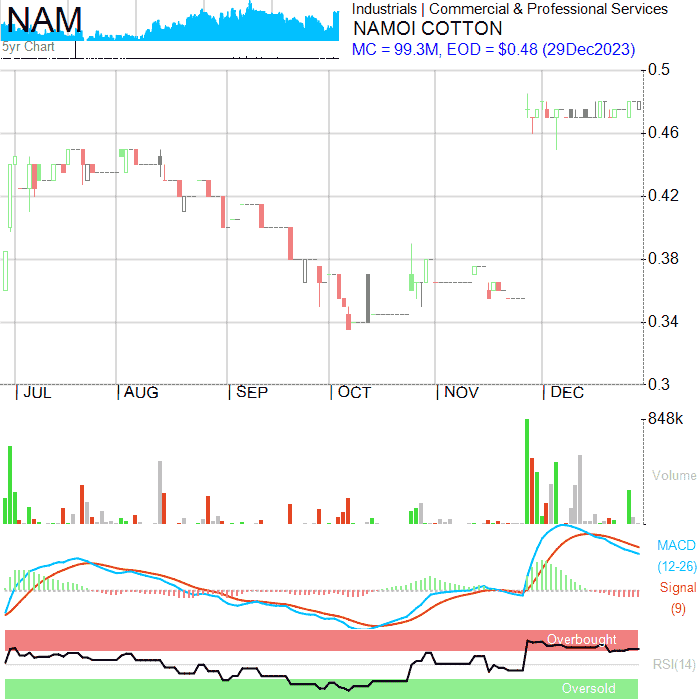 NAM
5yr Chart
Industrials | Commercial & Professional Services
NAMOI COTTON
MC = 99.3M, EOD = $0.48 (29Dec2023)
0.5
0.46
0.42
0.38
0.34
0.3
|JUL |AUG |SEP |OCT |NOV |DEC
848k
Volume
MACD
(12-26)
Signal
(9)
Overbought
RSI(14)
Oversold